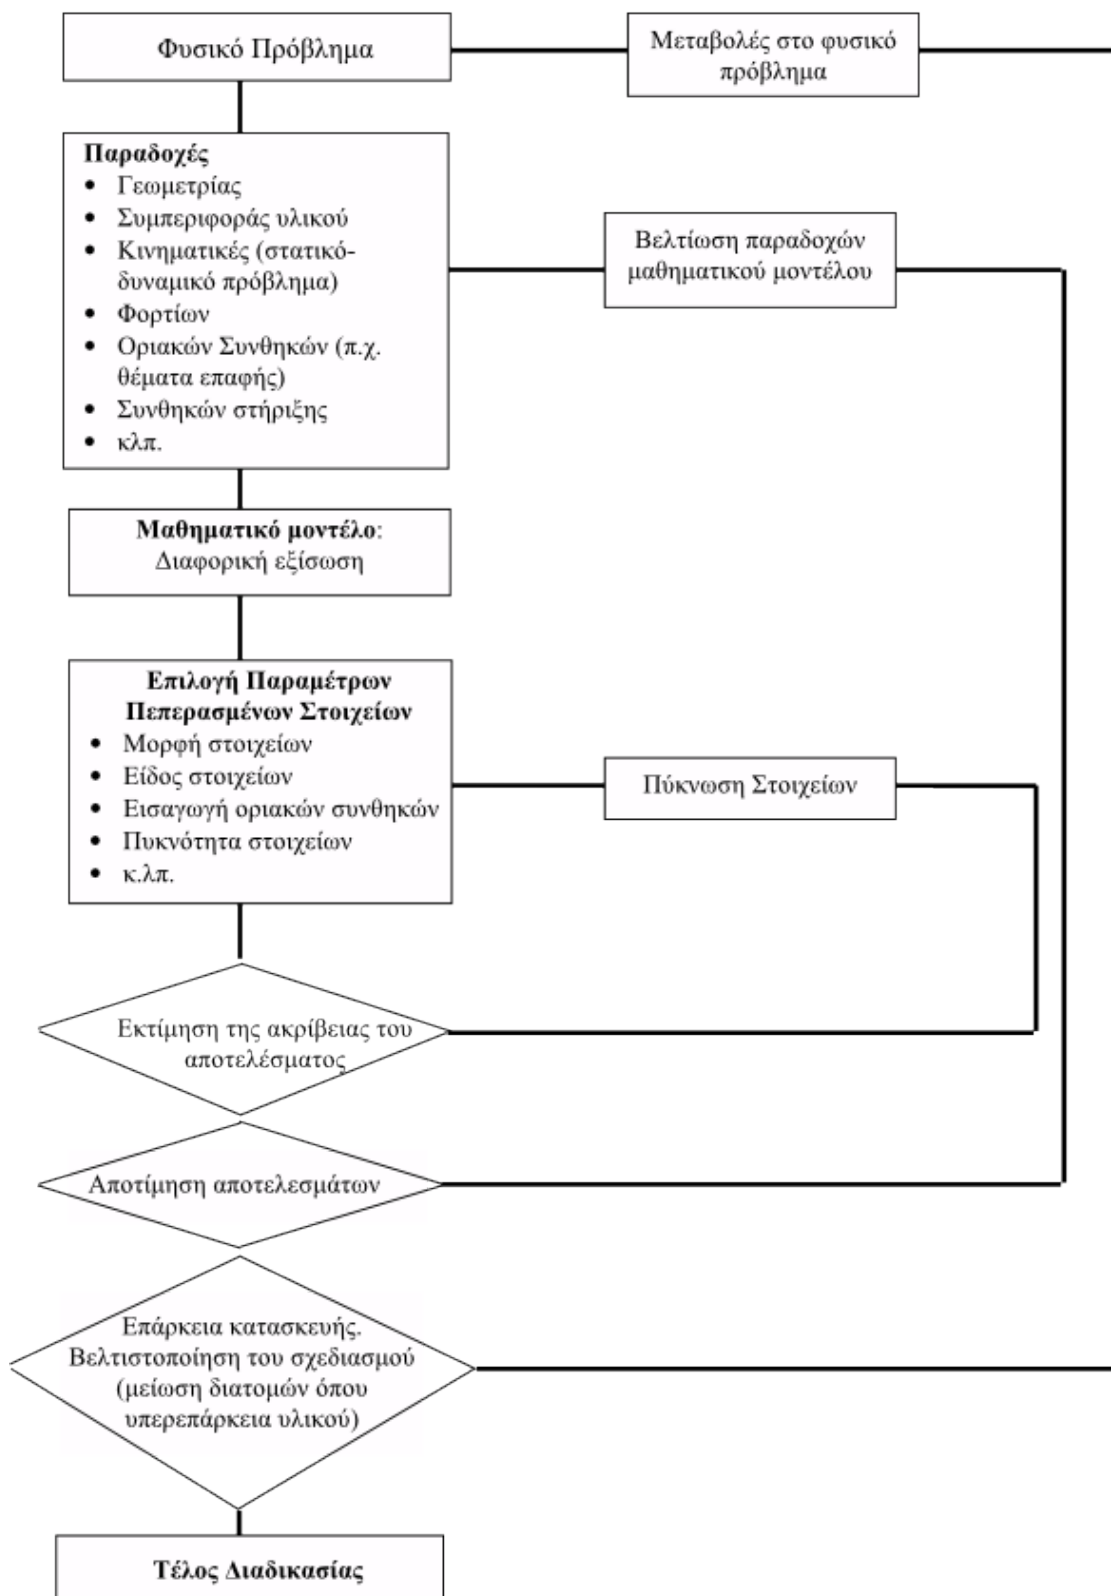 Φυσικό Πρόβλημα
Μεταβολές στο φυσικό
πρόβλημα
Παραδοχές
• Γεωμετρίας
• Συμπεριφοράς υλικού
• Κινηματικές (στατικό-
δυναμικό πρόβλημα)
• Φορτίων
• Οριακών Συνθηκών (π.χ.
θέματα επαφής)
• Συνθηκών στήριξης
• κλπ.
Βελτίωση παραδοχών
μαθηματικού μοντέλου
Μαθηματικό μοντέλο:
Διαφορική εξίσωση
Επιλογή Παραμέτρων
Πεπερασμένων Στοιχείων
• Μορφή στοιχείων
• Είδος στοιχείων
• Εισαγωγή οριακών συνθηκών
• Πυκνότητα στοιχείων
• κ.λπ.
Πύκνωση Στοιχείων
Εκτίμηση της ακρίβειας του
αποτελέσματος
Αποτίμηση αποτελεσμάτων
Επάρκεια κατασκευής.
Βελτιστοποίηση του σχεδιασμού
(μείωση διατομών όπου
υπερεπάρκεια υλικού)
Τέλος Διαδικασίας